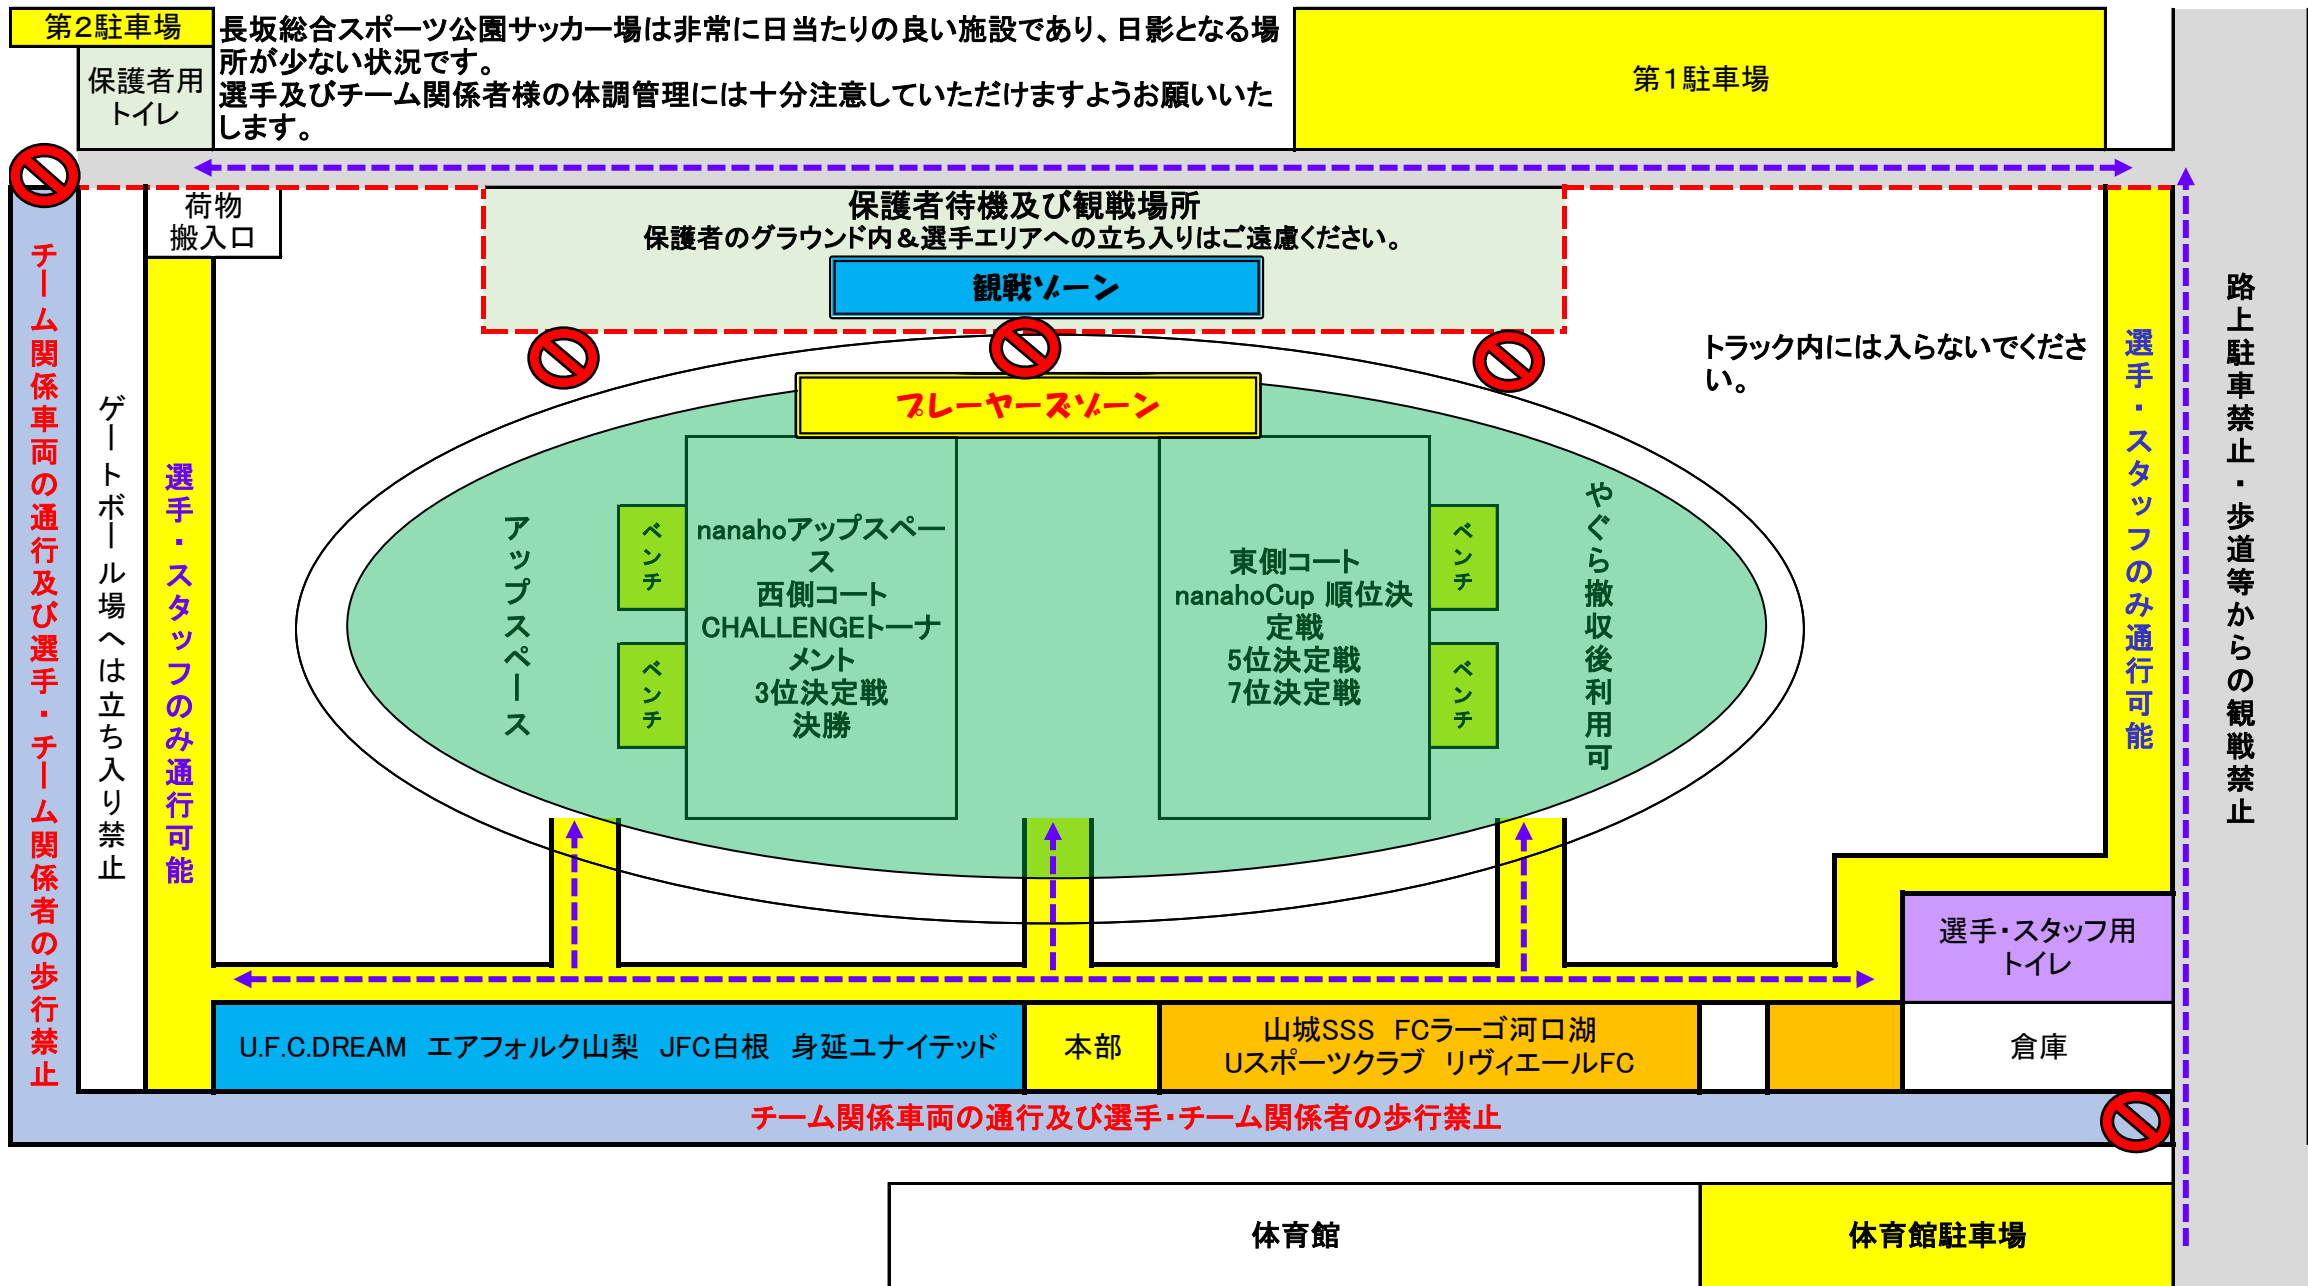 第2駐車場
長坂総合スポーツ公園サッカー場は非常に日当たりの良い施設であり、日影となる場
所が少ない状況です。
選手及びチーム関係者様の体調管理には十分注意していただけますようお願いいた
します。
保護者用
トイレ
第1駐車場
荷物
搬入口
保護者待機及び観戦場所
保護者のグラウンド内&選手エリアへの立ち入りはご遠慮ください。
観戦ゾーン
プレーヤーズゾーン
トラック内には入らないでくださ
い。
チーム関係車両の通行及び選手・チーム関係者の歩行禁止
ゲートボール場へは立ち入り禁止
選手・スタッフのみ通行可能
アップスペース
ベンチ
ベンチ
nanahoアップスペー
ス
西側コート
CHALLENGEトーナ
メント
3位決定戦
決勝
東側コート
nanahoCup 順位決
定戦
5位決定戦
7位決定戦
ベンチ
ベンチ
やぐら撤収後利用可
選手・スタッフのみ通行可能
路上駐車禁止・歩道等からの観戦禁止
選手・スタッフ用
トイレ
U.F.C.DREAM エアフォルク山梨 JFC白根 身延ユナイテッド
本部
山城SSS FCラーゴ河口湖
Uスポーツクラブ リヴィエールFC
倉庫
チーム関係車両の通行及び選手・チーム関係者の歩行禁止
体育館
体育館駐車場